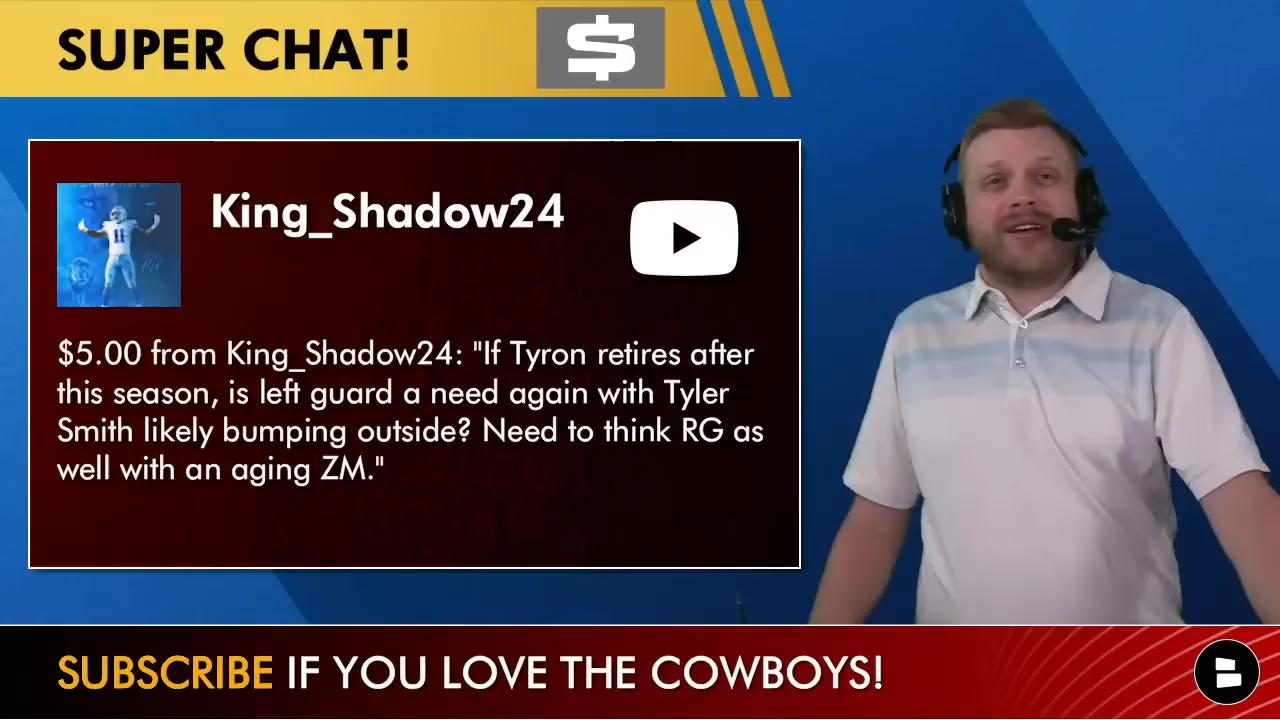 SUPER CHAT!
King_Shadow24
$5.00 from King_Shadow24: "If Tyron retires after
this season, is left guard a need again with Tyler
Smith likely bumping outside? Need to think RG as
well with an aging ZM."
SUBSCRIBE IF YOU LOVE THE COWBOYS!